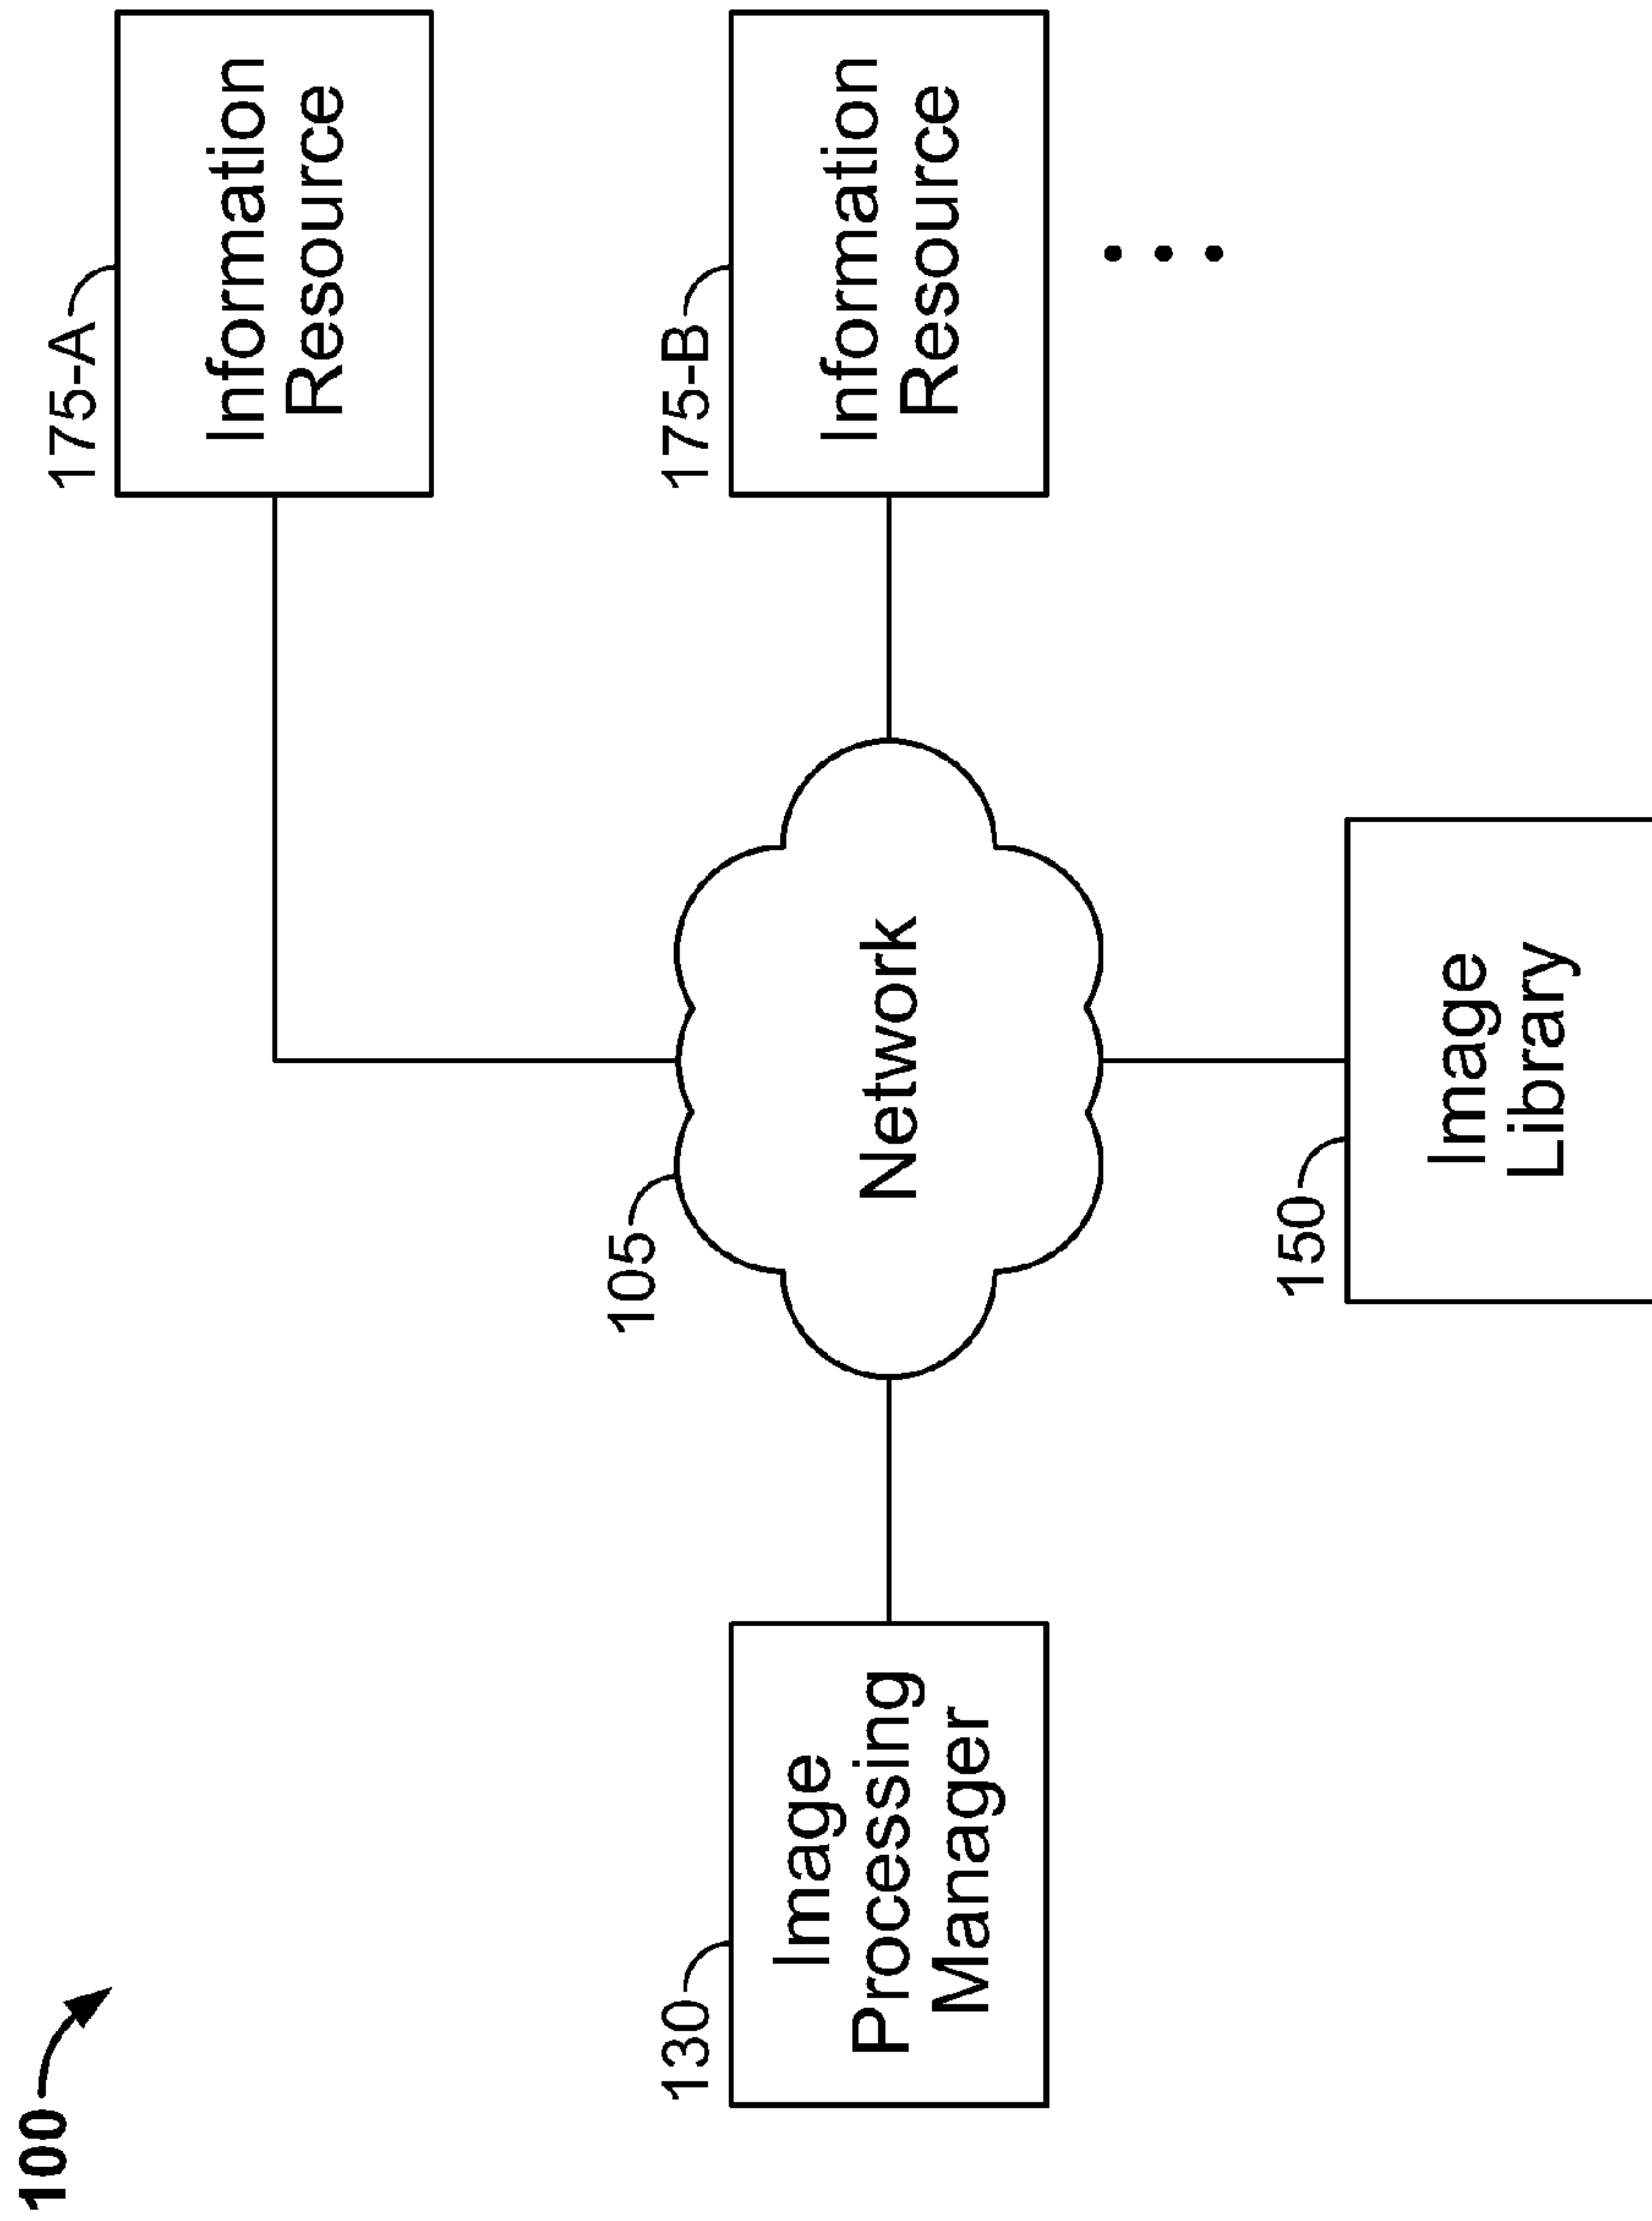 100
175-A
Information
Resource
130
Image
Processing
Manager
105
Network
175-B
Information
Resource
150
Image
Library